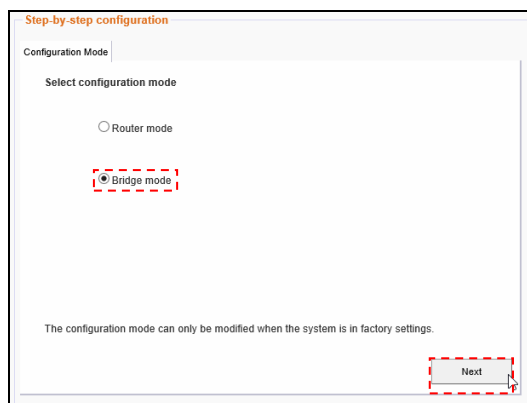 Step-by-step configuration
Configuration Mode
Select configuration mode
Router mode
Bridge mode
The configuration mode can only be modified when the system is in factory settings.
Next